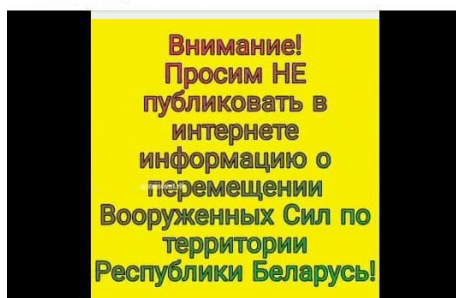 Внимание!
Просим НЕ
публиковать в
интернете
информацию о
перемещении
Вооруженных Сил по
территории
Республики Беларусь!